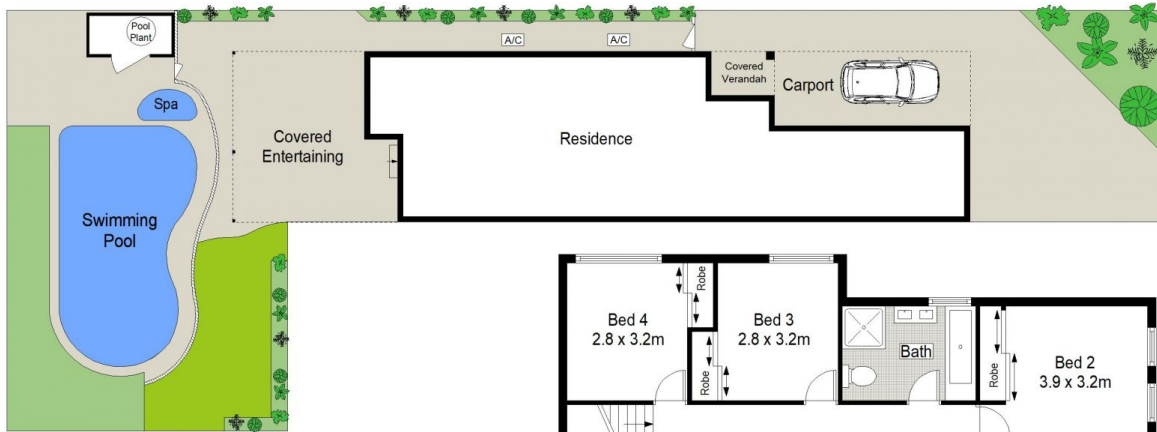 Pool
Plant
A/C
A/C
Covered
Verandah
Carport
Spa
Covered
Entertaining
Residence
Swimming
Pool
Bed 4
2.8 x 3.2m
Robe
Robe
Bed 3
2.8 x 3.2m
Bath
Robe
Bed 2
3.9 x 3.2m